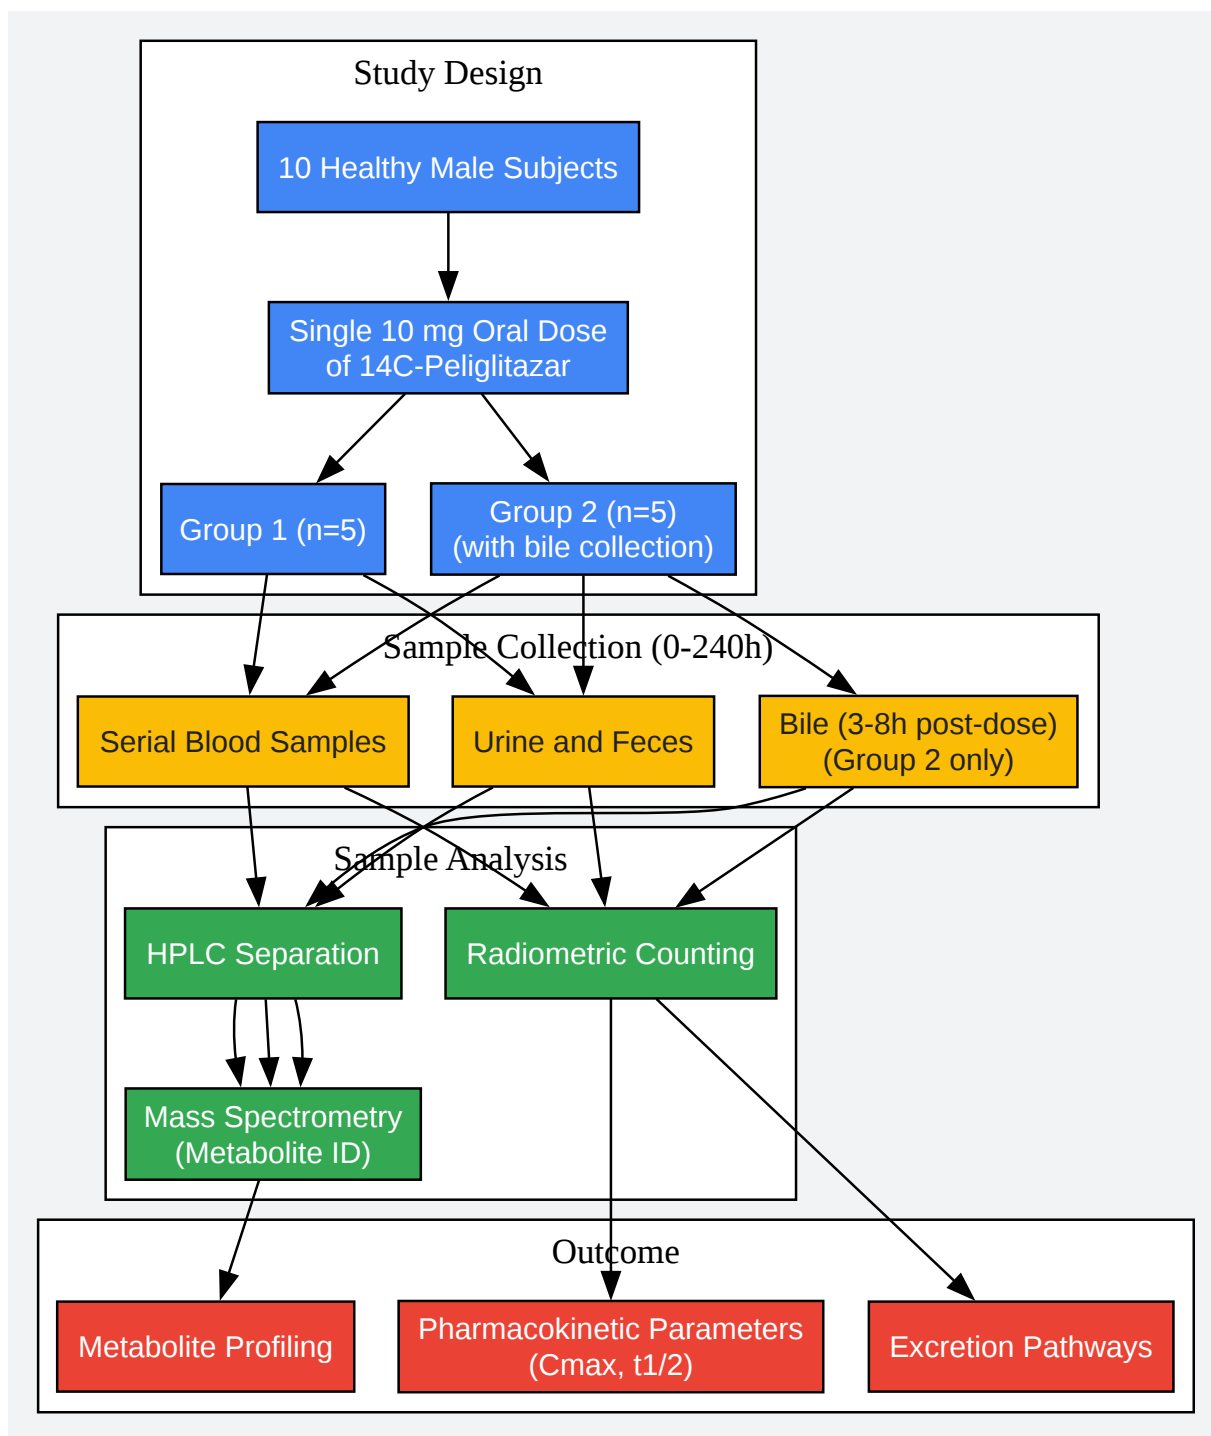 Study Design
10 Healthy Male Subjects
Single 10 mg Oral Dose
of 14C-Peliglitazar
Group 1 (n=5)
Group 2 (n=5)
(with bile collection)
Sample Collection (0-240h)
Serial Blood Samples
Urine and Feces
Bile (3-8h post-dose)
(Group 2 only)
Sample Analysis
HPLC Separation
Radiometric Counting
Mass Spectrometry
(Metabolite ID)
Outcome
Metabolite Profiling
Pharmacokinetic Parameters
(Cmax, t1/2)
Excretion Pathways